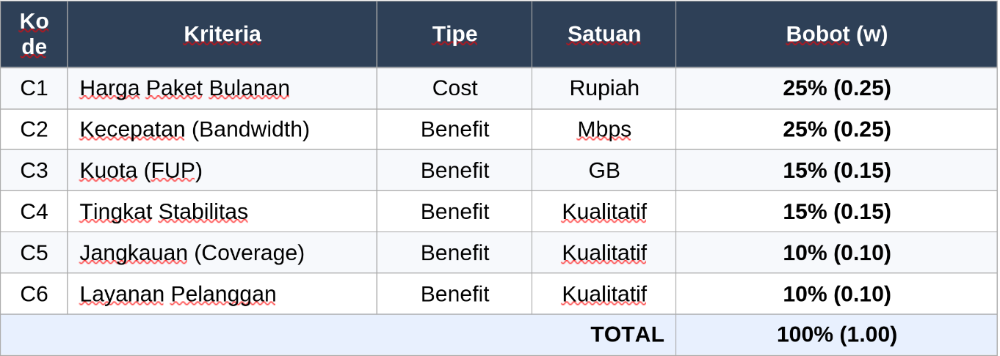 Ko
de
Kriteria
Tipe
Satuan
Bobot (w)
C1
Harga Paket Bulanan
Cost
Rupiah
25% (0.25)
C2
Kecepatan (Bandwidth)
Benefit
Mbps
25% (0.25)
C3
Kuota (FUP)
Benefit
GB
15% (0.15)
C4
Tingkat Stabilitas
Benefit
Kualitatif
15% (0.15)
C5
Jangkauan (Coverage)
Benefit
Kualitatif
10% (0.10)
C6
Layanan Pelanggan
Benefit
Kualitatif
10% (0.10)
TOTAL
100% (1.00)